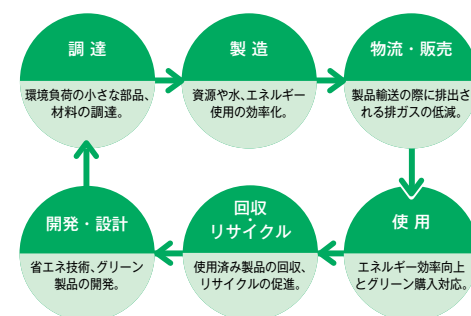 調達
環境負荷の小さな部品、
材料の調達。
製造
資源や水、エネルギー
使用の効率化。
物流・販売
製品輸送の際に排出さ
れる排ガスの低減。
開発・設計
省エネ技術、グリーン
製品の開発。
回収
・
リサイクル
使用済み製品の回収、
リサイクルの促進。
使用
エネルギー効率向上
とグリーン購入対応。